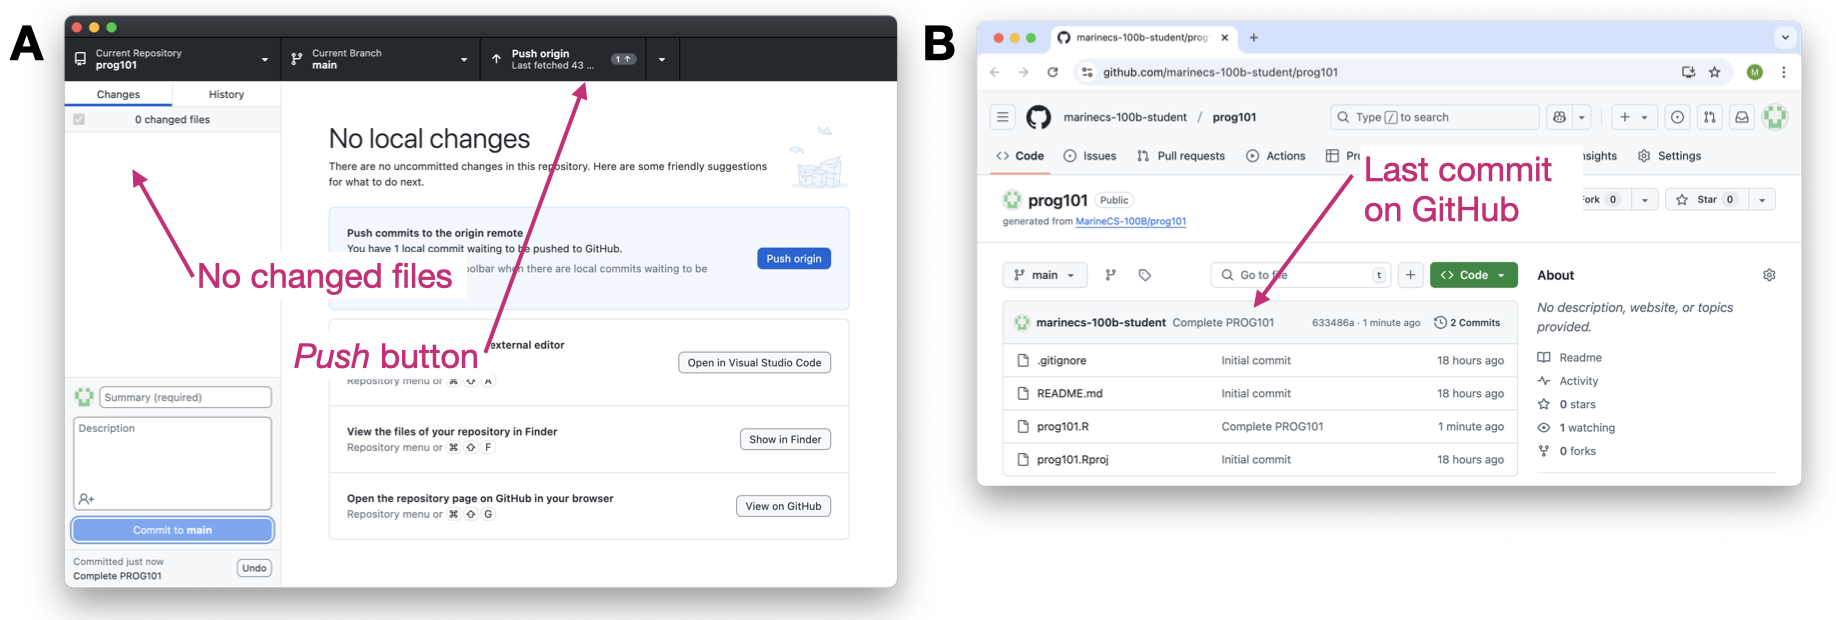 A
Current Repository
prog101
Current Branch
main
Push origin
Last fetched 43 ...
1
Changes
History
0 changed files
No local changes
There are no uncommitted changes in this repository. Here are some friendly suggestions
for what to do next.
Push commits to the origin remote
You have 1 local commit waiting to be pushed to GitHub.
oolbar when there are local commits waiting to be
Push origin
No changed files
external editor
Push button
Repository menu or ⌘ ⇧ A
Open in Visual Studio Code
View the files of your repository in Finder
Repository menu or ⌘ ⇧ F
Show in Finder
Open the repository page on GitHub in your browser
Repository menu or ⌘ ⇧ G
View on GitHub
Summary (required)
Description
Commit to main
Committed just now
Complete PROG101
Undo
B
marinecs-100b-student/prog
github.com/marinecs-100b-student/prog101
M
marinecs-100b-student / prog101
Type / to search
Code
Issues
Pull requests
Actions
Pr
nsights
Settings
Last commit
on GitHub
prog101
Public
generated from MarineCS-100B/prog101
Fork 0
Star 0
main
Go to file
t
Code
marinecs-100b-student Complete PROG101 633486a · 1 minute ago 2 Commits
.gitignore Initial commit 18 hours ago
README.md Initial commit 18 hours ago
prog101.R Complete PROG101 1 minute ago
prog101.Rproj Initial commit 18 hours ago
About
No description, website, or topics
provided.
Readme
Activity
0 stars
1 watching
0 forks